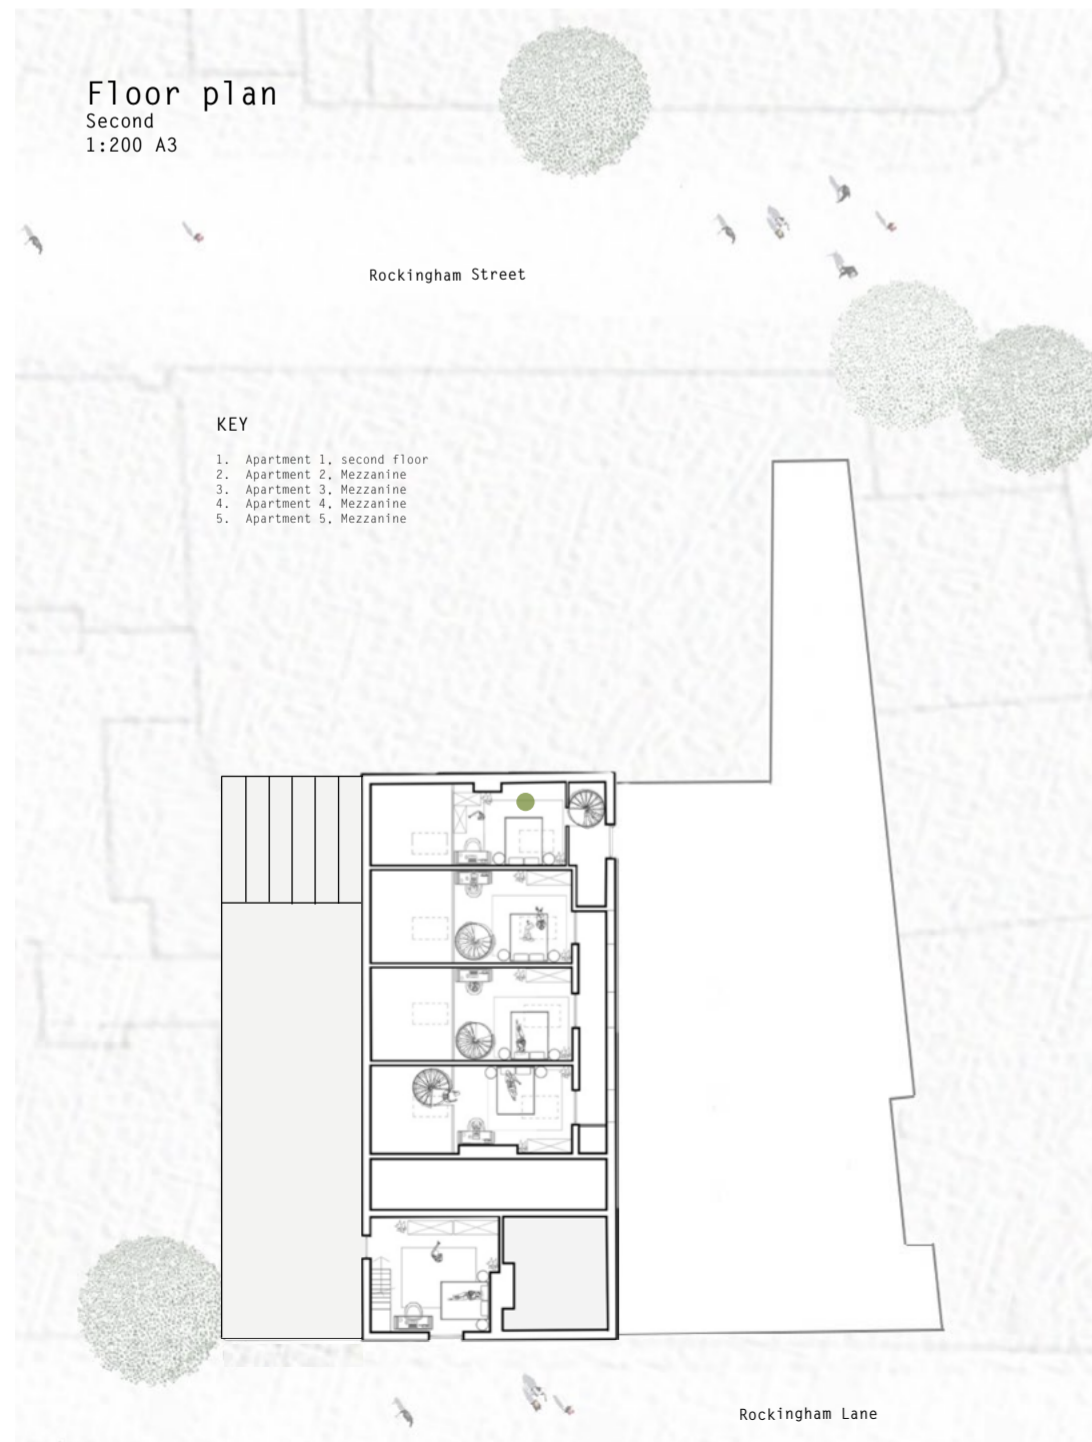 Floor plan
Second
1:200 A3
Rockingham Street
KEY
1. Apartment 1, second floor
2. Apartment 2, Mezzanine
3. Apartment 3, Mezzanine
4. Apartment 4, Mezzanine
5. Apartment 5, Mezzanine
Rockingham Lane